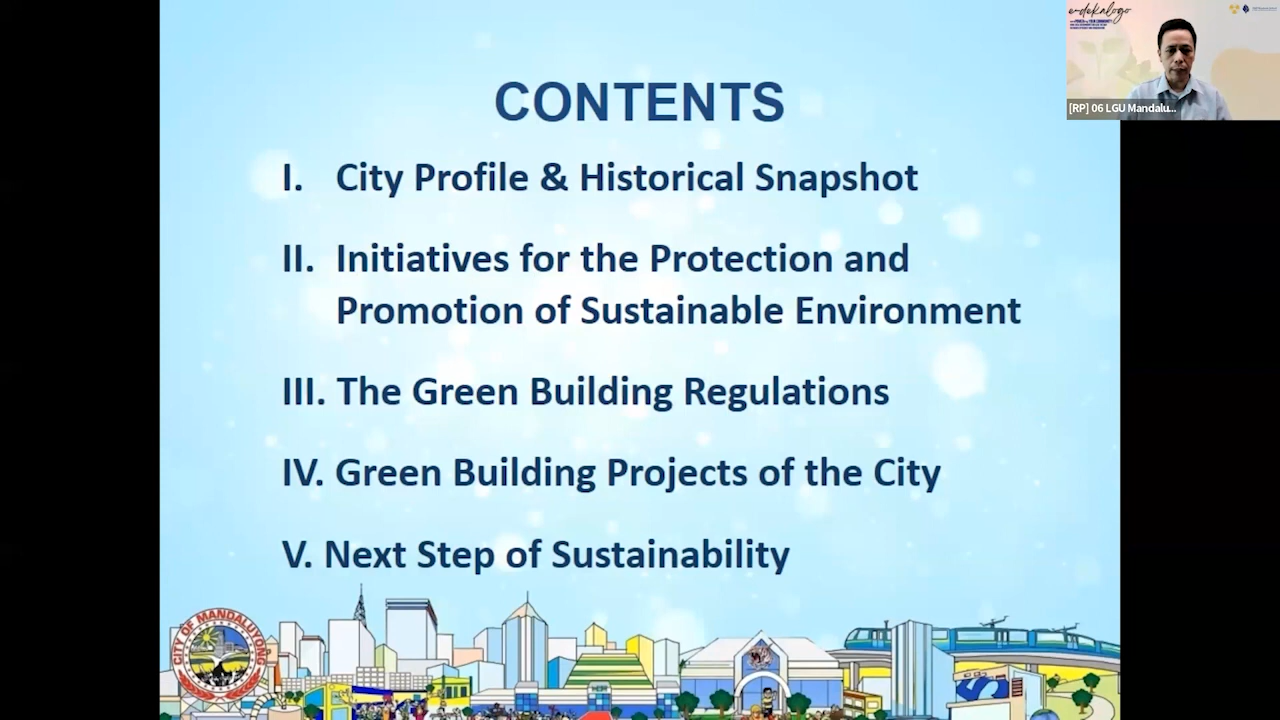 CONTENTS
I. City Profile & Historical Snapshot
II. Initiatives for the Protection and
Promotion of Sustainable Environment
III. The Green Building Regulations
IV. Green Building Projects of the City
V. Next Step of Sustainability
CITY OF MANDALUYONG
e-dekalogo
[RP] 06 LGU Mandalu...